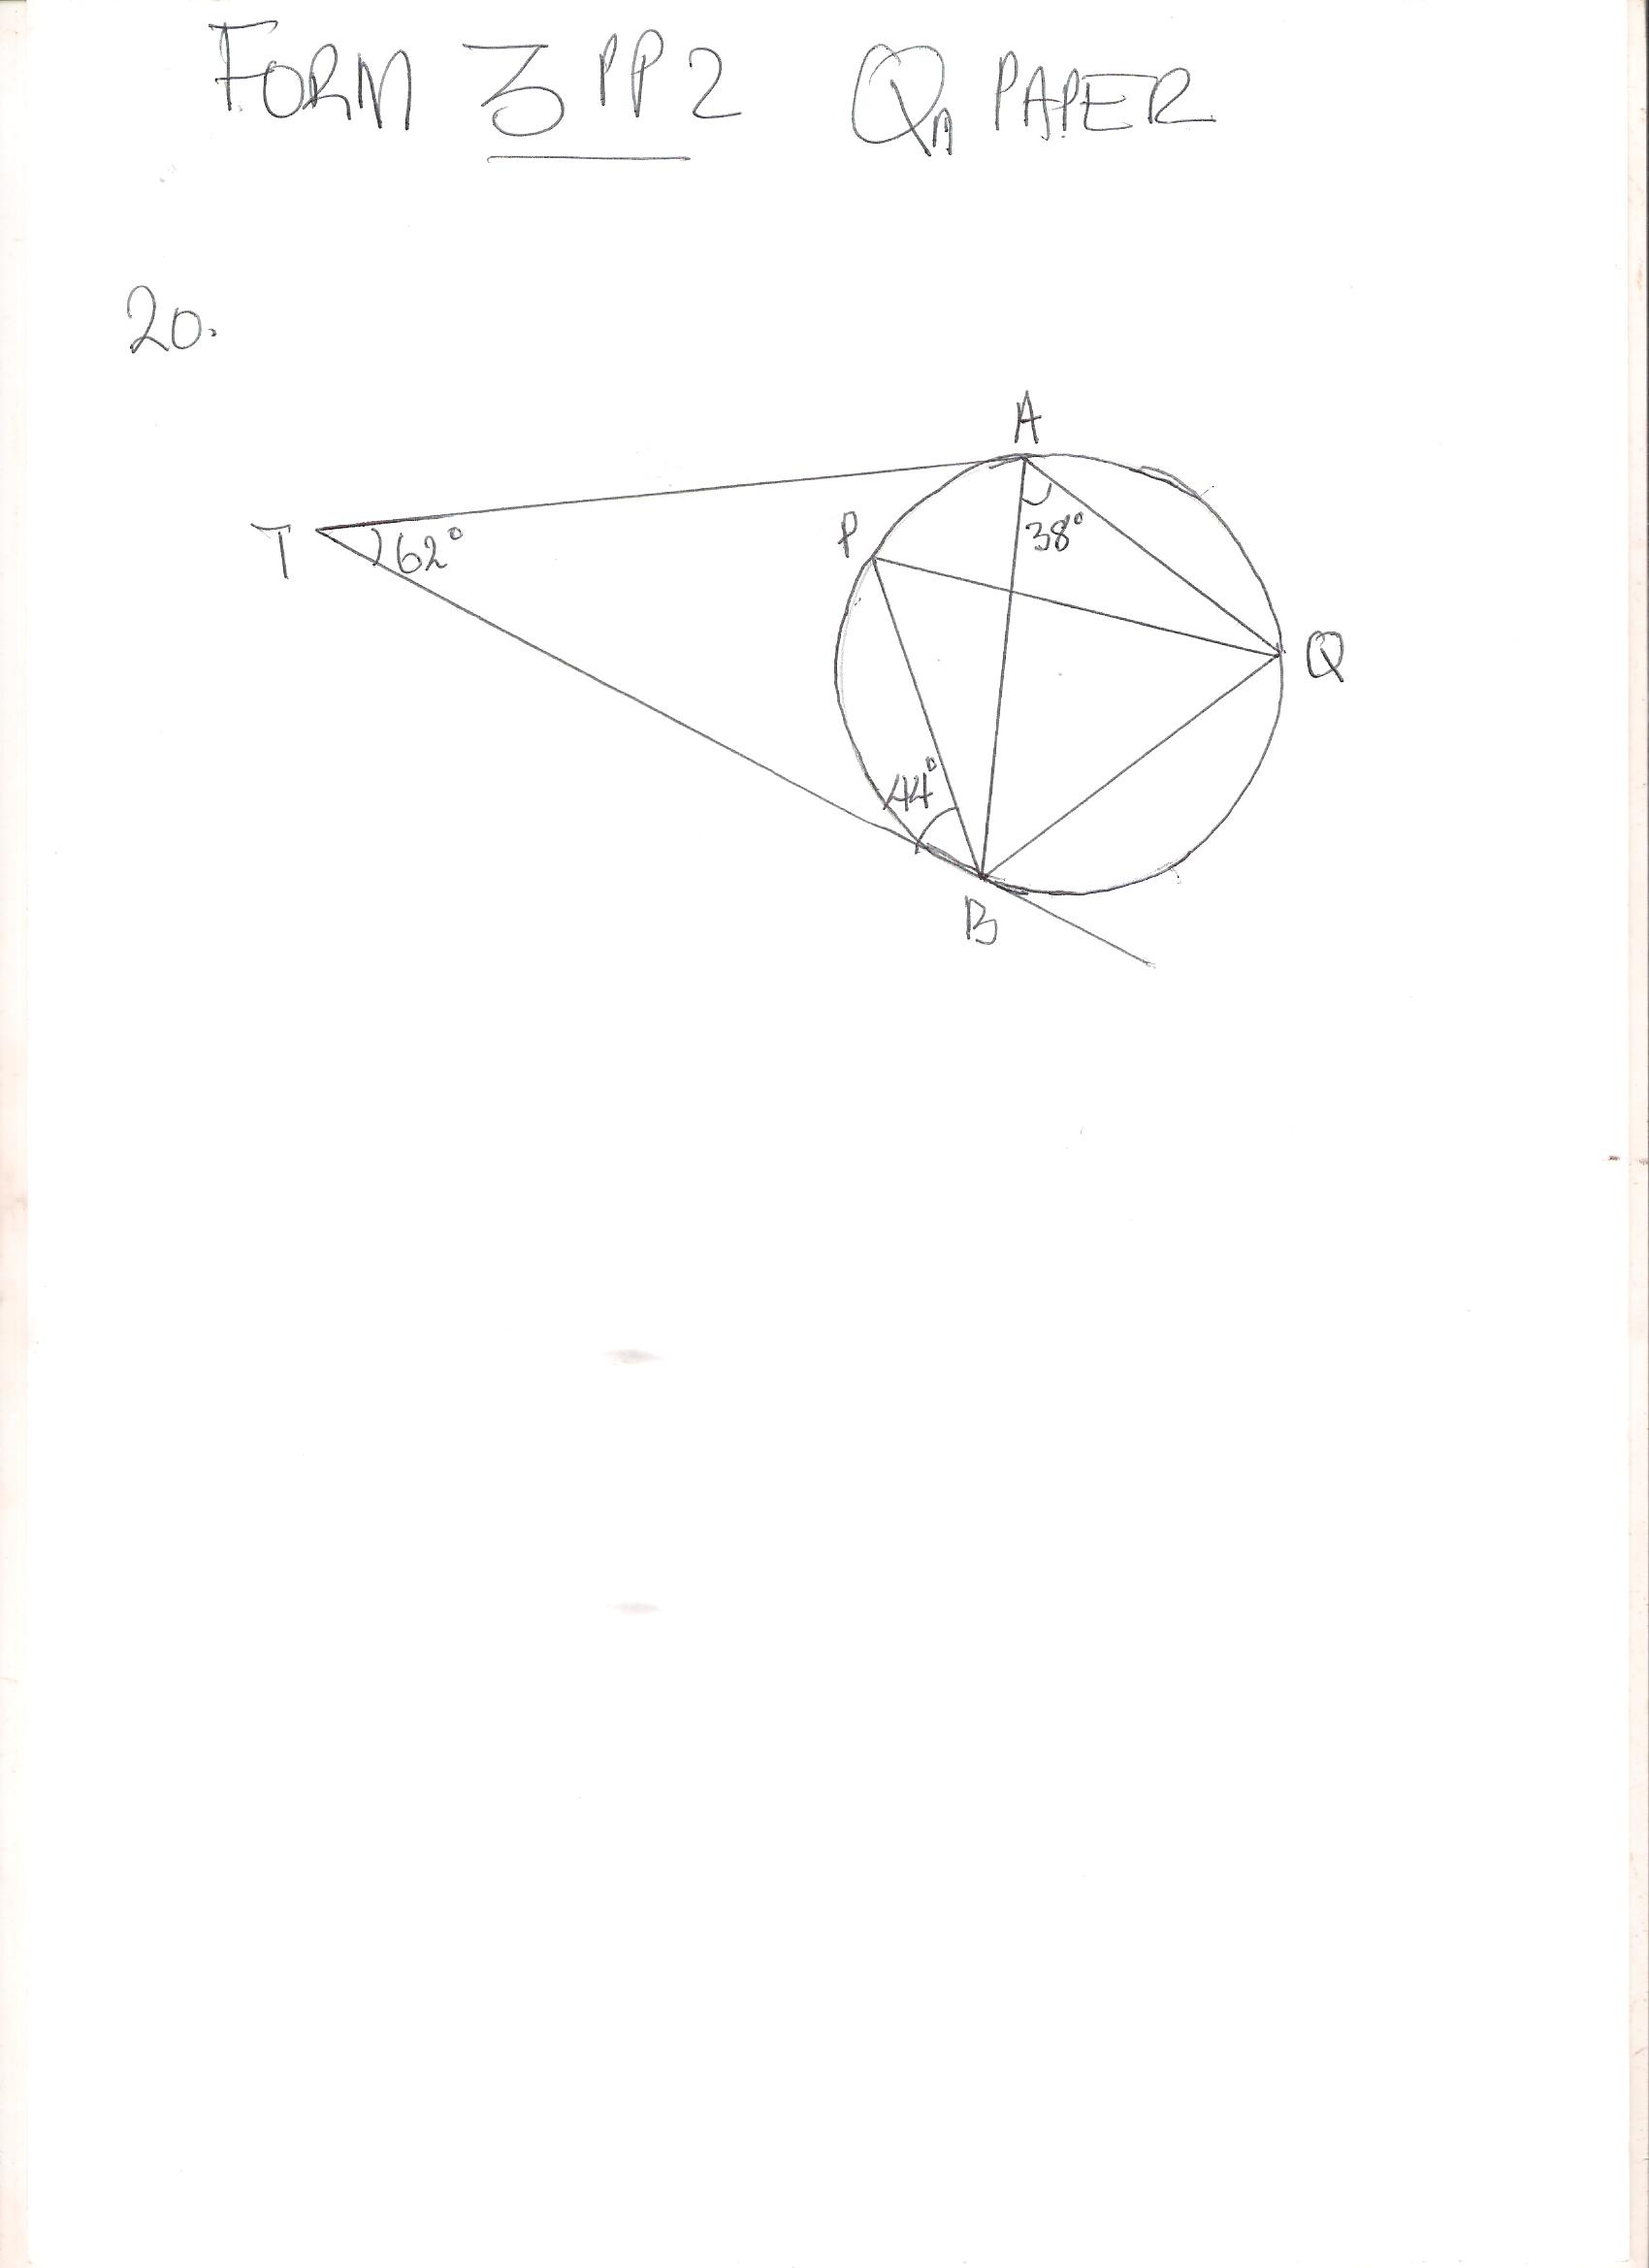 FORM 3 PP2 Qn PAPER
20.
A
P
38°
T
62°
Q
44°
B